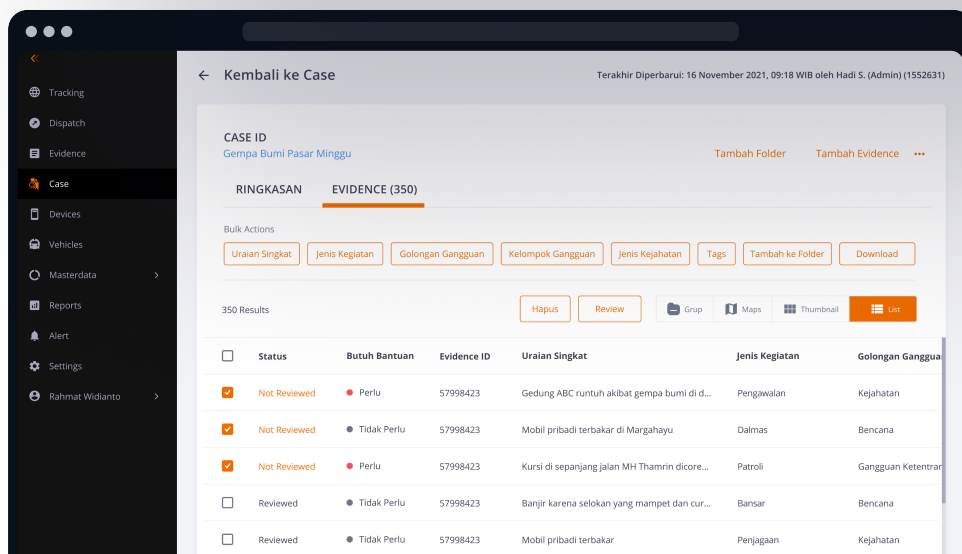 «
Tracking
Dispatch
Evidence
Case
Devices
Vehicles
Masterdata
Reports
Alert
Settings
Rahmat Widianto
Kembali ke Case
Terakhir Diperbarui: 16 November 2021, 09:18 WIB oleh Hadi S. (Admin) (1552631)
CASE ID
Gempa Bumi Pasar Minggu
Tambah Folder Tambah Evidence
RINGKASAN EVIDENCE (350)
Bulk Actions
Uraian Singkat Jenis Kegiatan Golongan Gangguan Kelompok Gangguan Jenis Kejahatan Tags Tambah ke Folder Download
350 Results Hapus Review Grup Maps Thumbnail List
Status Butuh Bantuan Evidence ID Uraian Singkat Jenis Kegiatan Golongan Ganggua
Not Reviewed Perlu 57998423 Gedung ABC runtuh akibat gempa bumi di d... Pengawalan Kejahatan
Not Reviewed Tidak Perlu 57998423 Mobil pribadi terbakar di Margahayu Dalmas Bencana
Not Reviewed Perlu 57998423 Kursi di sepanjang jalan MH Thamrin dicore... Patroli Gangguan Ketentra
Reviewed Tidak Perlu 57998423 Banjir karena selokan yang mampet dan cur... Bansar Bencana
Reviewed Tidak Perlu 57998423 Mobil pribadi terbakar Penjagaan Kejahatan